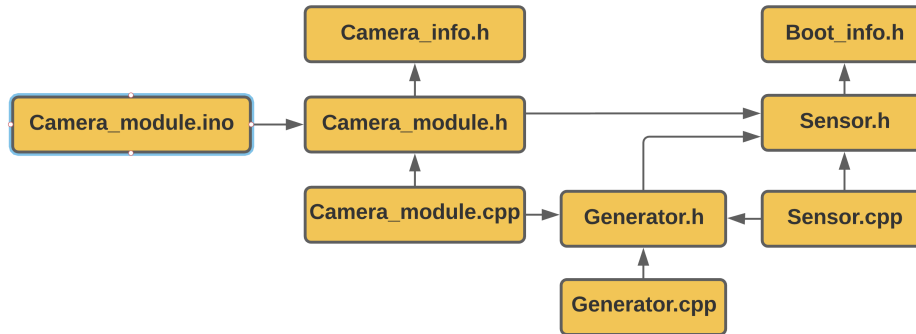 Camera_info.h
Boot_info.h
Camera_module.ino
Camera_module.h
Sensor.h
Camera_module.cpp
Generator.h
Sensor.cpp
Generator.cpp